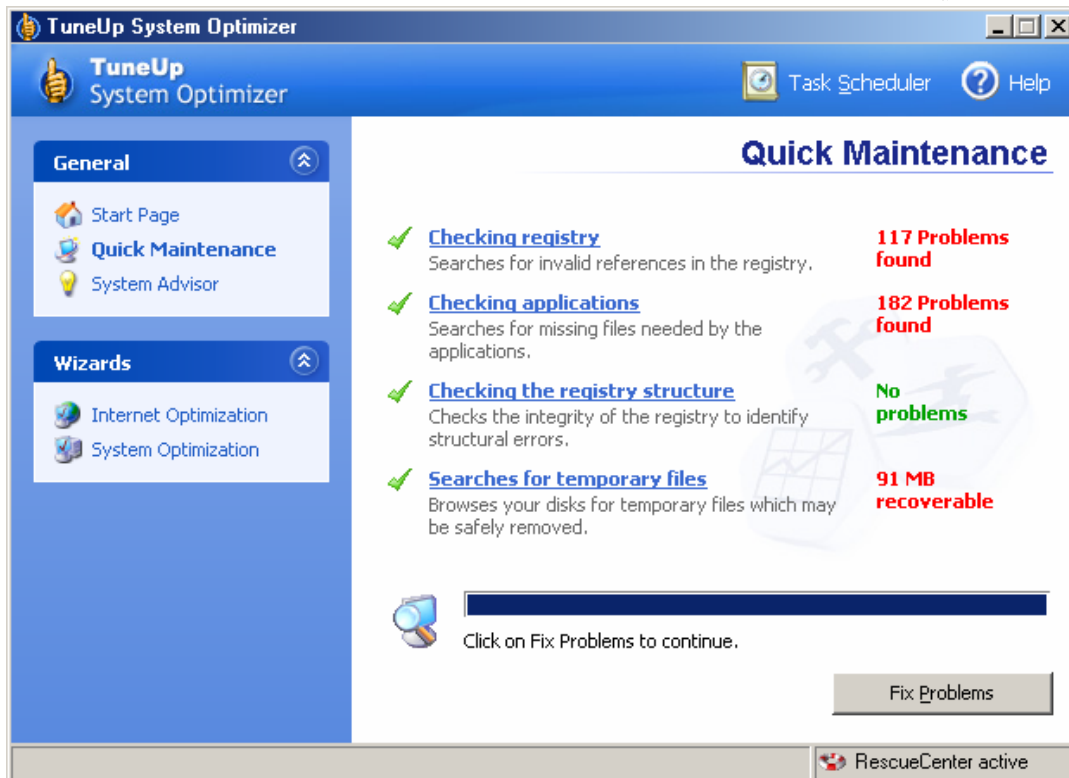 TuneUp System Optimizer
TuneUp
System Optimizer
Task Scheduler
Help
General
Start Page
Quick Maintenance
System Advisor
Wizards
Internet Optimization
System Optimization
Quick Maintenance
Checking registry
Searches for invalid references in the registry.
117 Problems
found
Checking applications
Searches for missing files needed by the
applications.
182 Problems
found
Checking the registry structure
Checks the integrity of the registry to identify
structural errors.
No
problems
Searches for temporary files
Browses your disks for temporary files which may
be safely removed.
91 MB
recoverable
Click on Fix Problems to continue.
Fix Problems
RescueCenter active